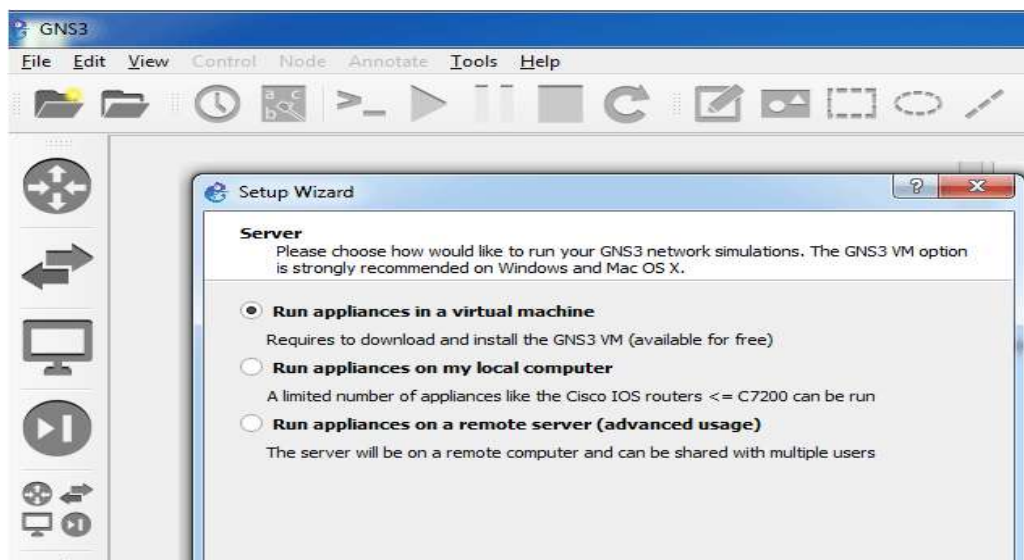 GNS3
File Edit View Control Node Annotate Tools Help
Setup Wizard
Server
Please choose how would like to run your GNS3 network simulations. The GNS3 VM option
is strongly recommended on Windows and Mac OS X.
Run appliances in a virtual machine
Requires to download and install the GNS3 VM (available for free)
Run appliances on my local computer
A limited number of appliances like the Cisco IOS routers <= C7200 can be run
Run appliances on a remote server (advanced usage)
The server will be on a remote computer and can be shared with multiple users